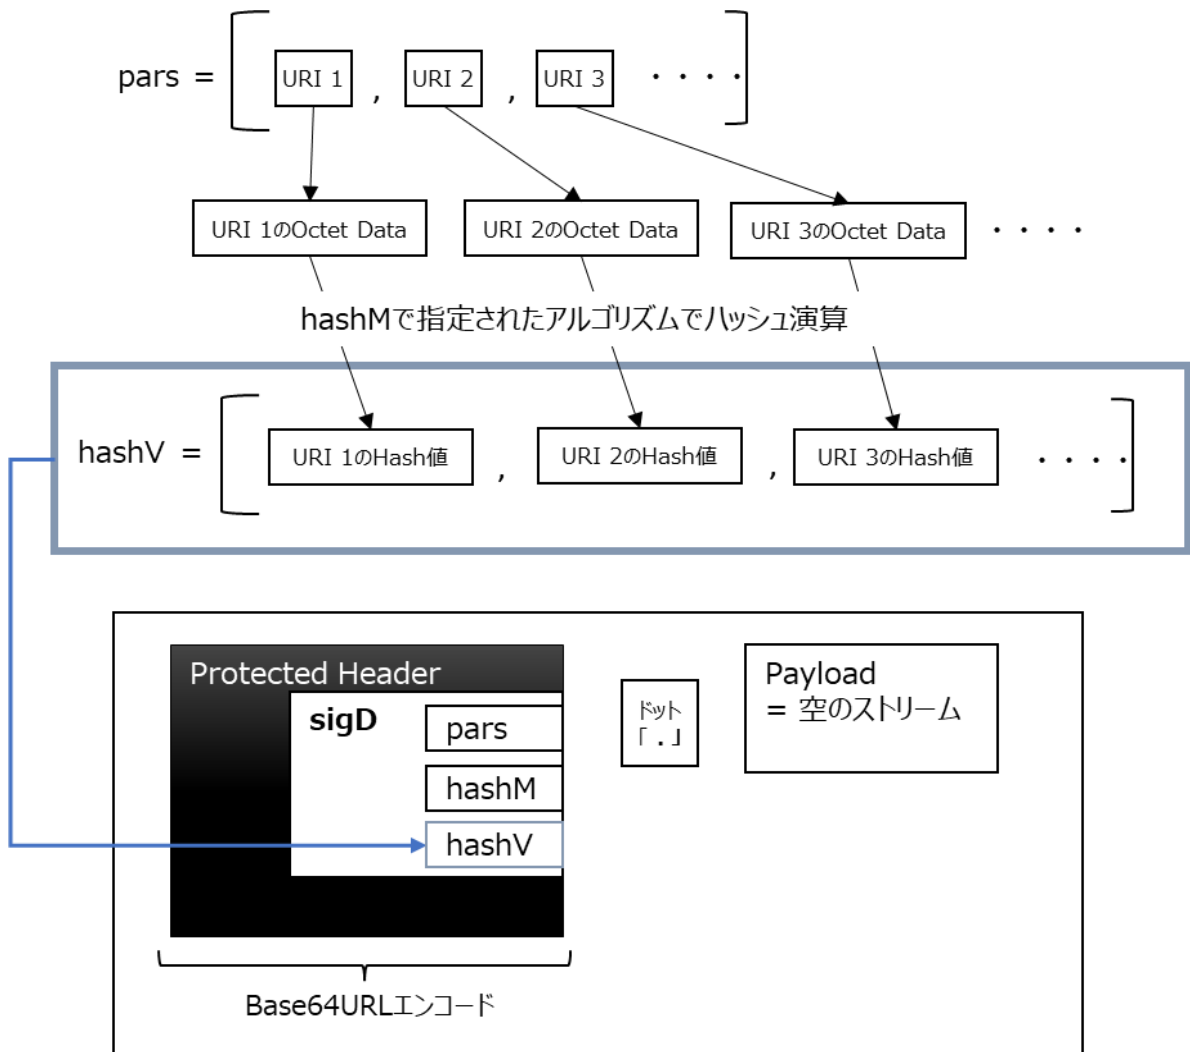 pars = [ URI 1 , URI 2 , URI 3 ・・・・ ]
URI 1のOctet Data URI 2のOctet Data URI 3のOctet Data ・・・・
hashMで指定されたアルゴリズムでハッシュ演算
hashV = [ URI 1のHash値 , URI 2のHash値 , URI 3のHash値 ・・・・ ]
Protected Header
sigD
pars
hashM
hashV
ドット
「.」
Payload
= 空のストリーム
Base64URLエンコード